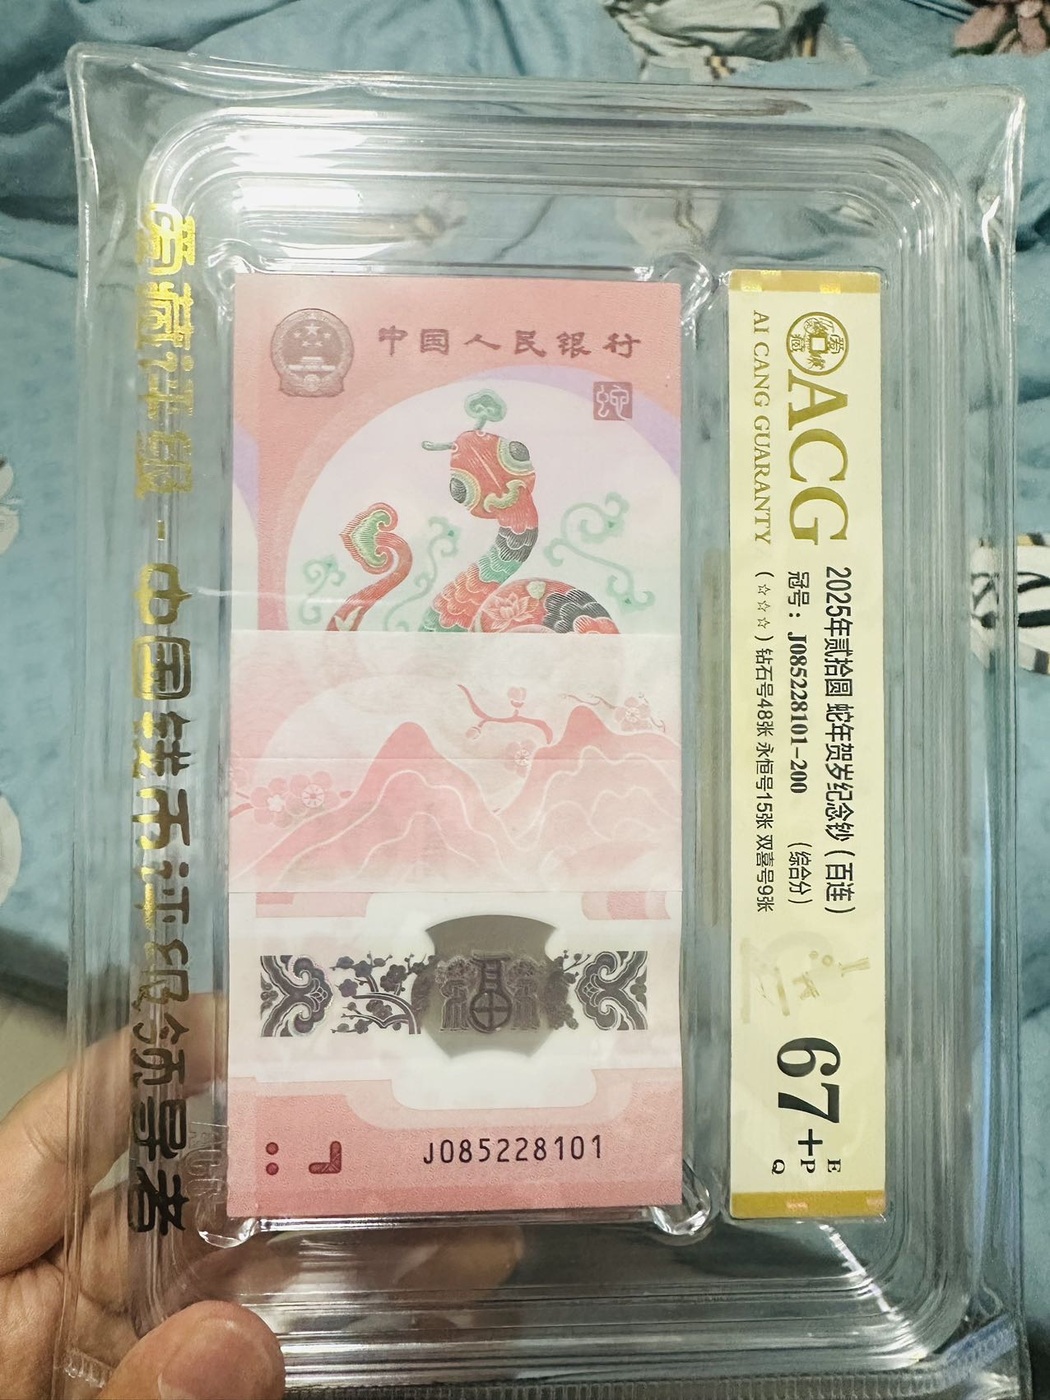 中国人民银行
蛇
福
J085228101
ACG
AI CANG GUARANTY
2025年贰拾圆 蛇年贺岁纪念钞（百连）
冠号：J085228101-200 （综合分）
（☆☆☆）钻石号48张 永恒号15张 双喜号9张
67+
E
P
Q
爱藏评级-中国钱币评级领导者